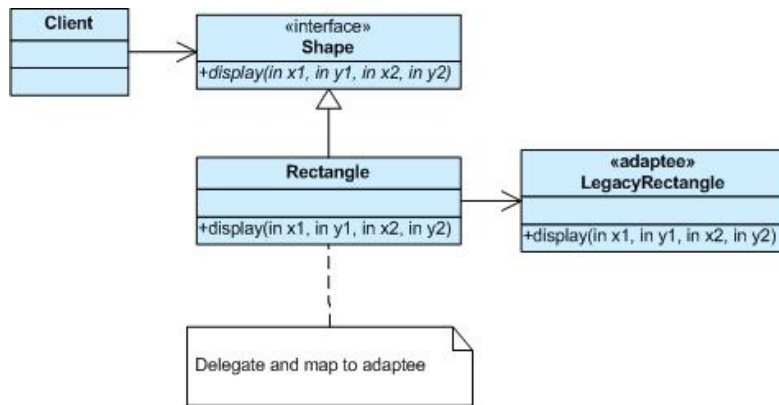 Client
«interface»
Shape
+display(in x1, in y1, in x2, in y2)
Rectangle
+display(in x1, in y1, in x2, in y2)
«adaptee»
LegacyRectangle
+display(in x1, in y1, in x2, in y2)
Delegate and map to adaptee